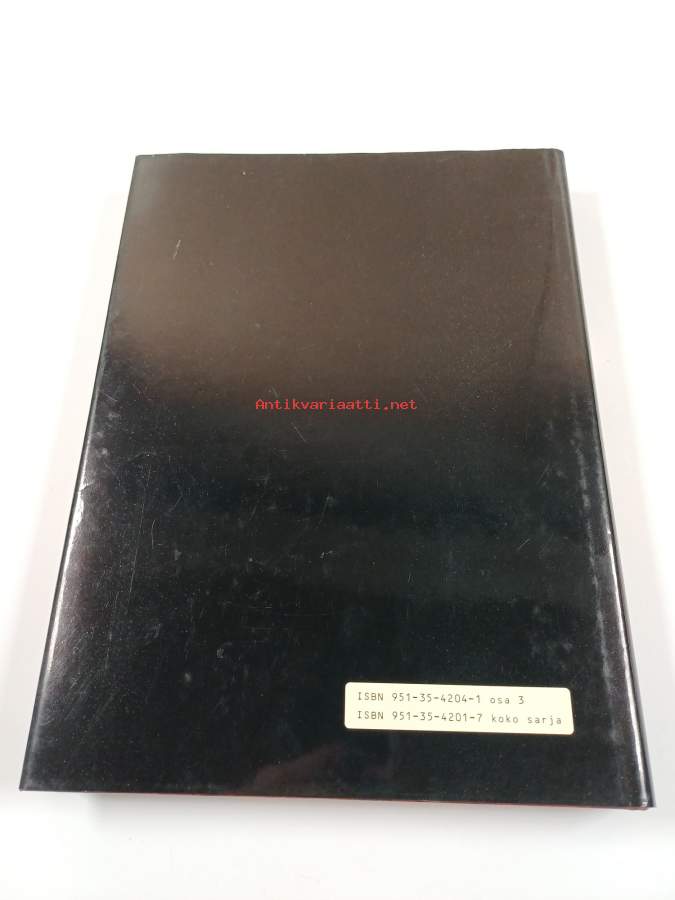 Antikvariaatti.net
ISBN 951-35-4204-1 osa 3
ISBN 951-35-4201-7 koko sarja